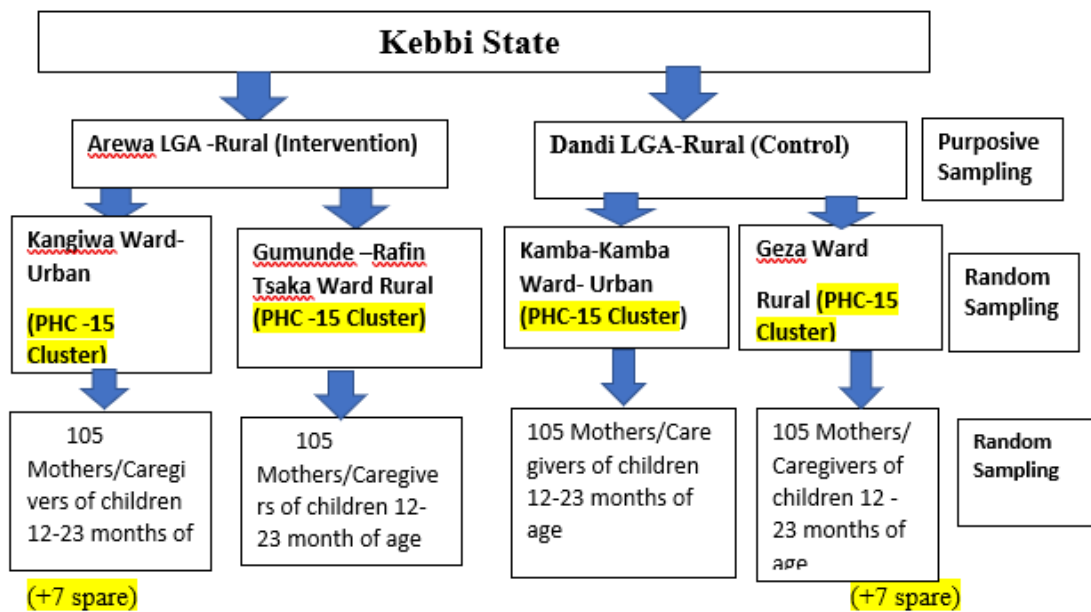 Kebbi State
Arewa LGA -Rural (Intervention)
Dandi LGA-Rural (Control)
Purposive
Sampling
Kangiwa Ward-
Urban
(PHC -15
Cluster)
Gumunde –Rafin
Tsaka Ward Rural
(PHC -15 Cluster)
Kamba-Kamba
Ward- Urban
(PHC-15 Cluster)
Geza Ward
Rural (PHC-15
Cluster)
Random
Sampling
105
Mothers/Caregi
vers of children
12-23 months of
105
Mothers/Caregive
rs of children 12-
23 month of age
105 Mothers/Care
givers of children
12-23 months of
age
105 Mothers/
Caregivers of
children 12 -
23 months of
age
Random
Sampling
(+7 spare)
(+7 spare)